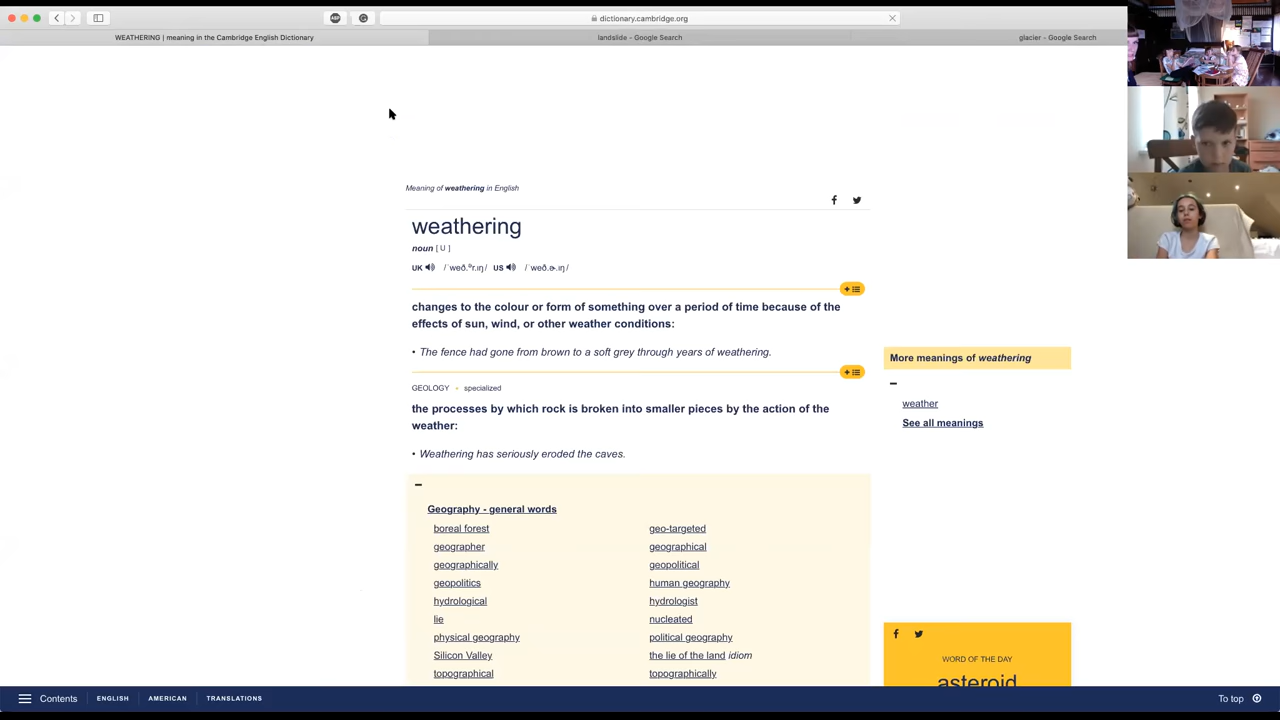 ABP
dictionary.cambridge.org
WEATHERING | meaning in the Cambridge English Dictionary
landslide - Google Search
glacier - Google Search
Meaning of weathering in English
weathering
noun [ U ]
UK /ˈweð.ər.ɪŋ/ US /ˈweð.ɚ.ɪŋ/
changes to the colour or form of something over a period of time because of the
effects of sun, wind, or other weather conditions:
• The fence had gone from brown to a soft grey through years of weathering.
GEOLOGY • specialized
the processes by which rock is broken into smaller pieces by the action of the
weather:
• Weathering has seriously eroded the caves.
Geography - general words
boreal forest
geo-targeted
geographer
geographical
geographically
geopolitical
geopolitics
human geography
hydrological
hydrologist
lie
nucleated
physical geography
political geography
Silicon Valley
the lie of the land idiom
topographical
topographically
More meanings of weathering
weather
See all meanings
WORD OF THE DAY
asteroid
Contents
ENGLISH
AMERICAN
TRANSLATIONS
To top